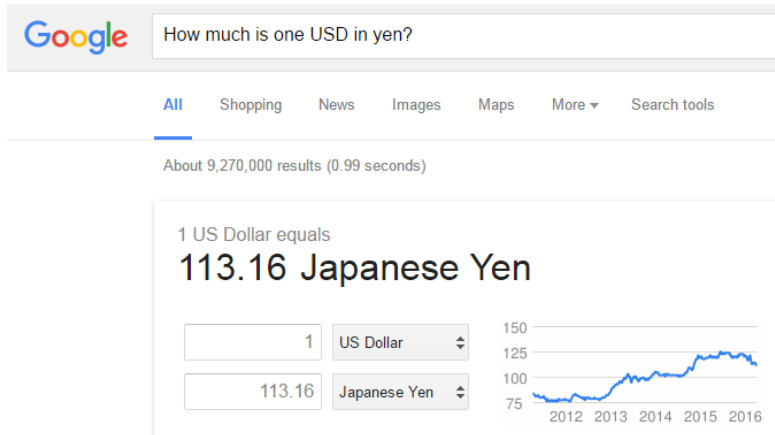 Google How much is one USD in yen?
All Shopping News Images Maps More Search tools
About 9,270,000 results (0.99 seconds)
1 US Dollar equals
113.16 Japanese Yen
1 US Dollar
113.16 Japanese Yen
150
125
100
75
2012 2013 2014 2015 2016